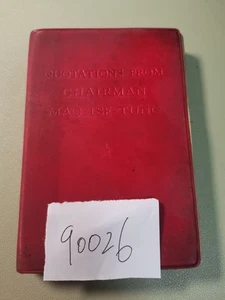 QUOTATIONS FROM
CHAIRMAN
MAO TSE-TUNG
90026